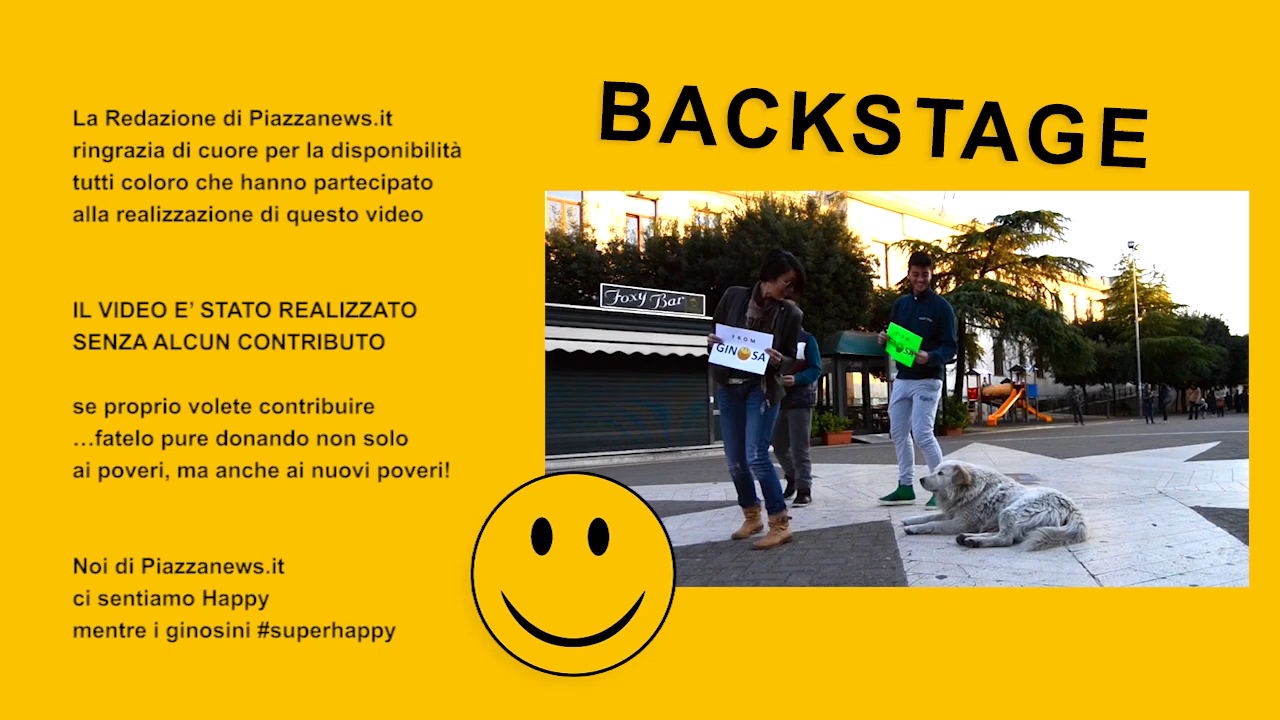 La Redazione di Piazzanews.it
ringrazia di cuore per la disponibilità
tutti coloro che hanno partecipato
alla realizzazione di questo video
IL VIDEO E’ STATO REALIZZATO
SENZA ALCUN CONTRIBUTO
se proprio volete contribuire
…fatelo pure donando non solo
ai poveri, ma anche ai nuovi poveri!
Noi di Piazzanews.it
ci sentiamo Happy
mentre i ginosini #superhappy
BACKSTAGE
Foxy Bar
FROM
GINOSA
GINOSA